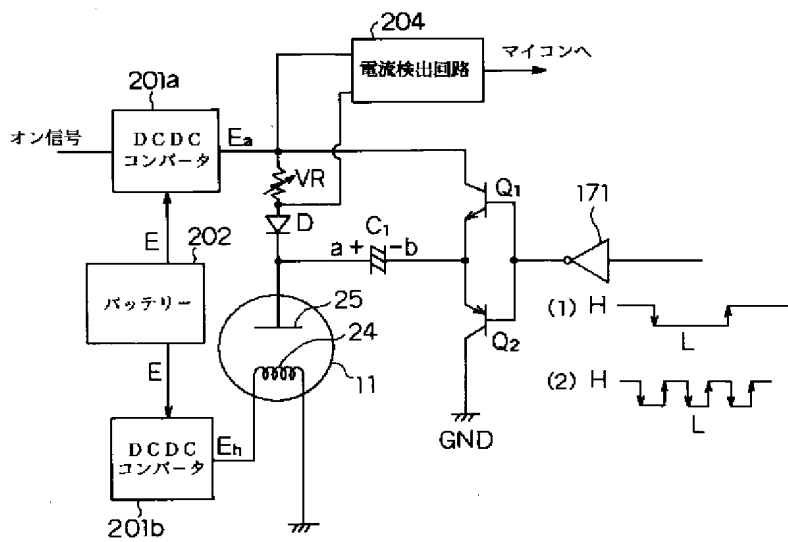 204
電流検出回路
マイコンへ
201a
オン信号
DCDC
コンバータ
Ea
VR
D
Q1
C1
a + - b
171
E
202
バッテリー
25
24
11
Q2
(1) H
L
(2) H
L
E
GND
DCDC
コンバータ
Eh
201b